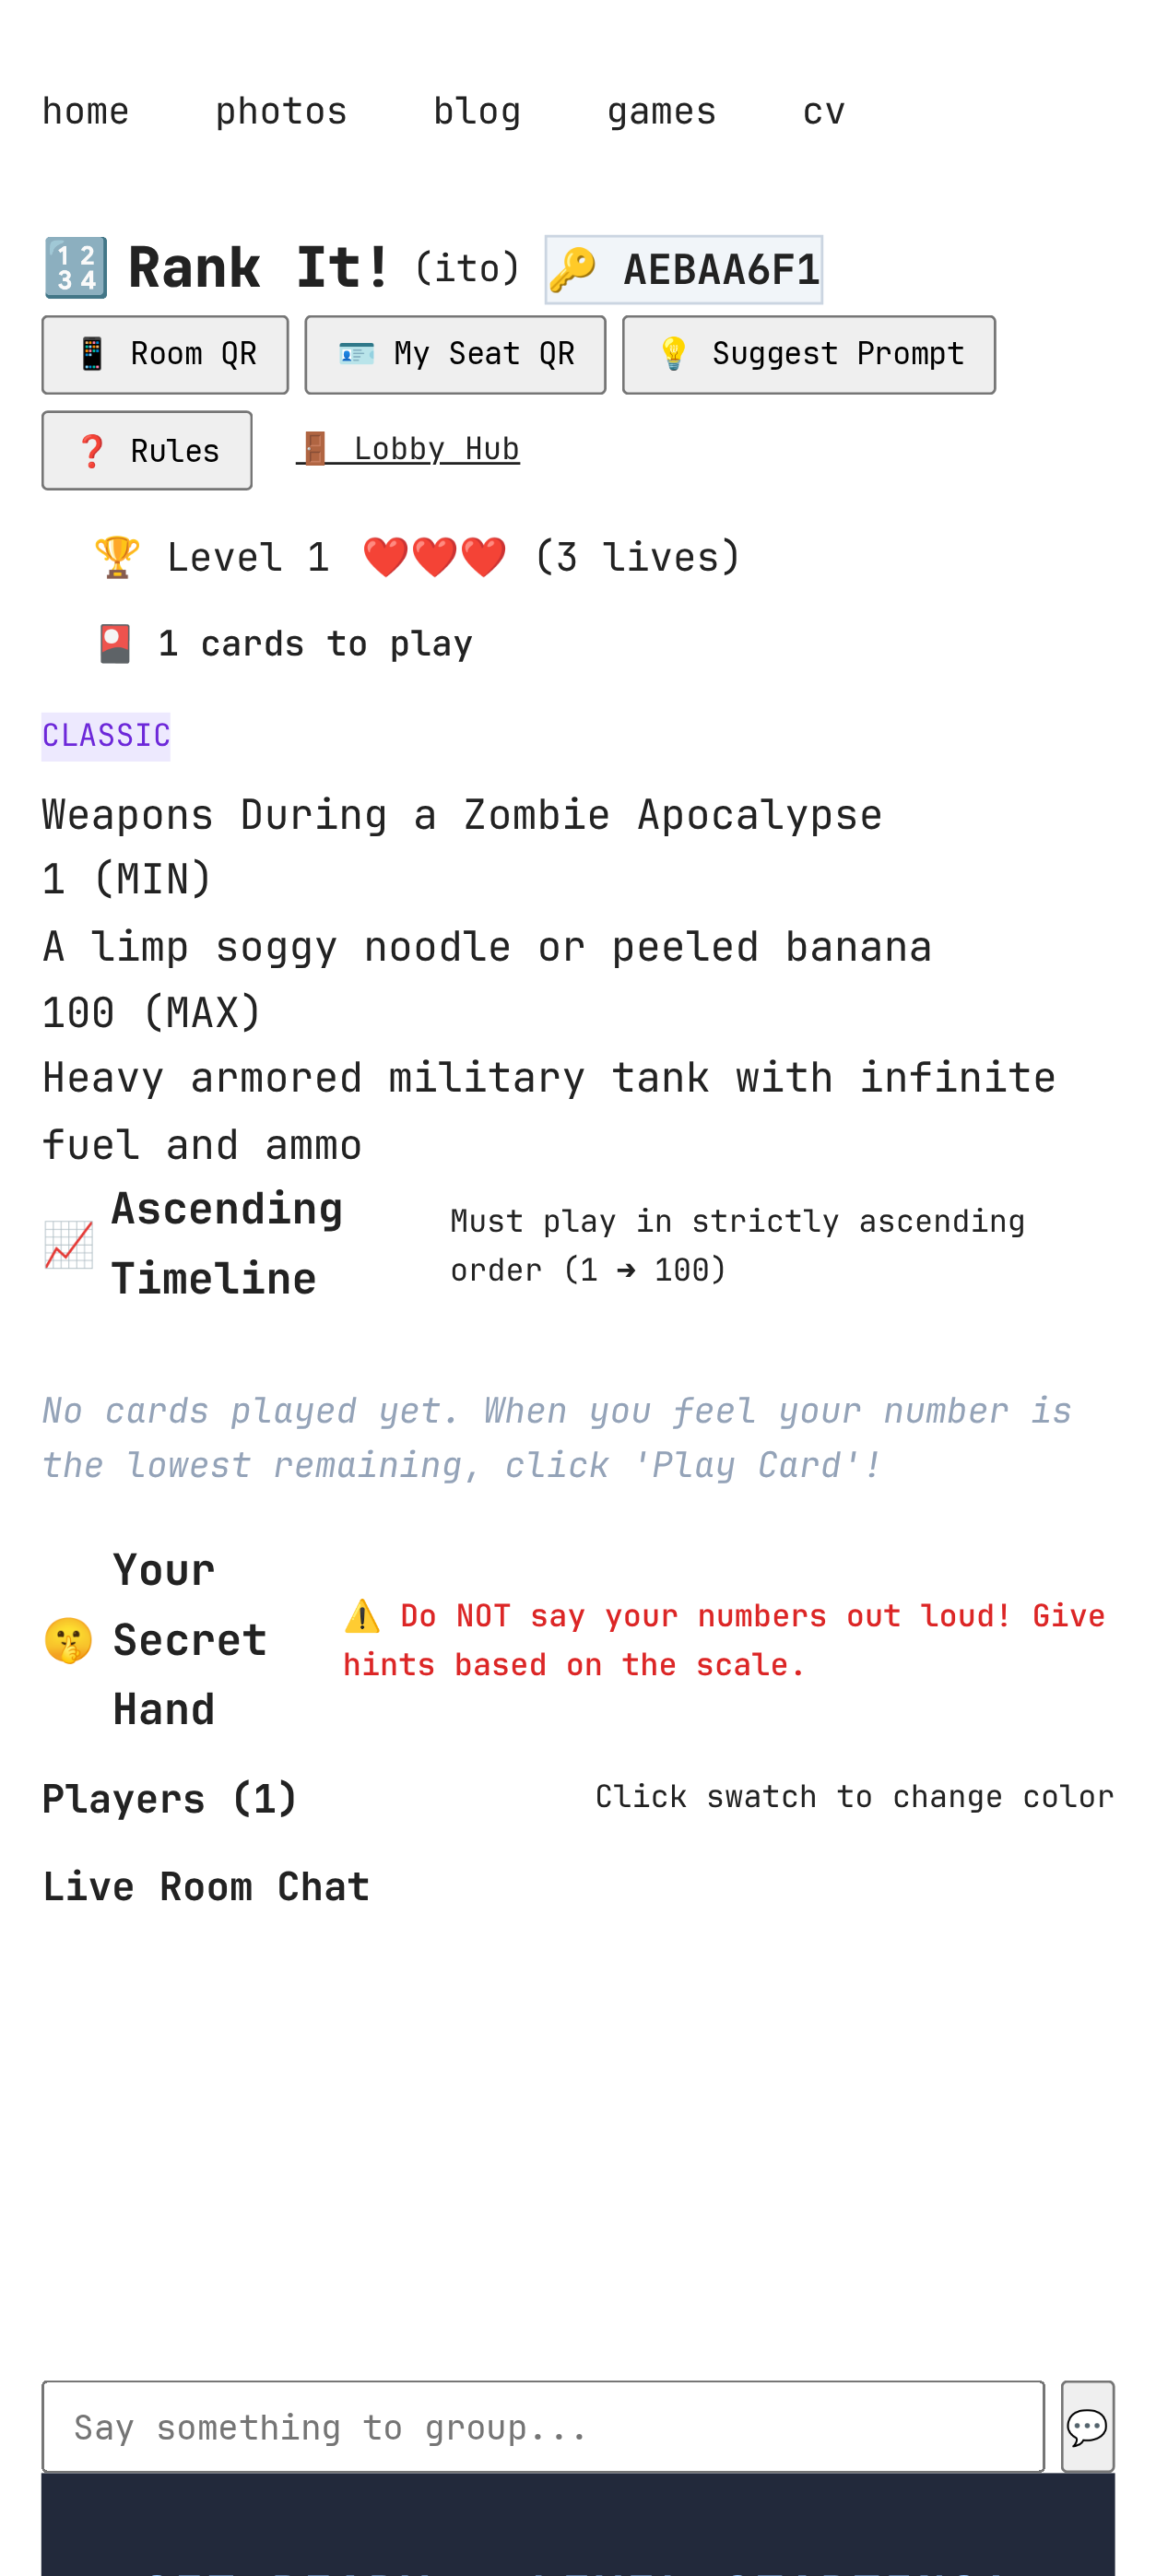 home photos blog games cv
Rank It! (ito) 🔑 AEBAA6F1
📱 Room QR 🪪 My Seat QR 💡 Suggest Prompt
❓ Rules 🚪 Lobby Hub
🏆 Level 1 ❤️❤️❤️ (3 lives)
🎴 1 cards to play
CLASSIC
Weapons During a Zombie Apocalypse
1 (MIN)
A limp soggy noodle or peeled banana
100 (MAX)
Heavy armored military tank with infinite
fuel and ammo
📈 Ascending Timeline
Must play in strictly ascending
order (1 ➔ 100)
No cards played yet. When you feel your number is
the lowest remaining, click 'Play Card'!
🤫 Your Secret Hand
⚠️ Do NOT say your numbers out loud! Give
hints based on the scale.
Players (1) Click swatch to change color
Live Room Chat
Say something to group...